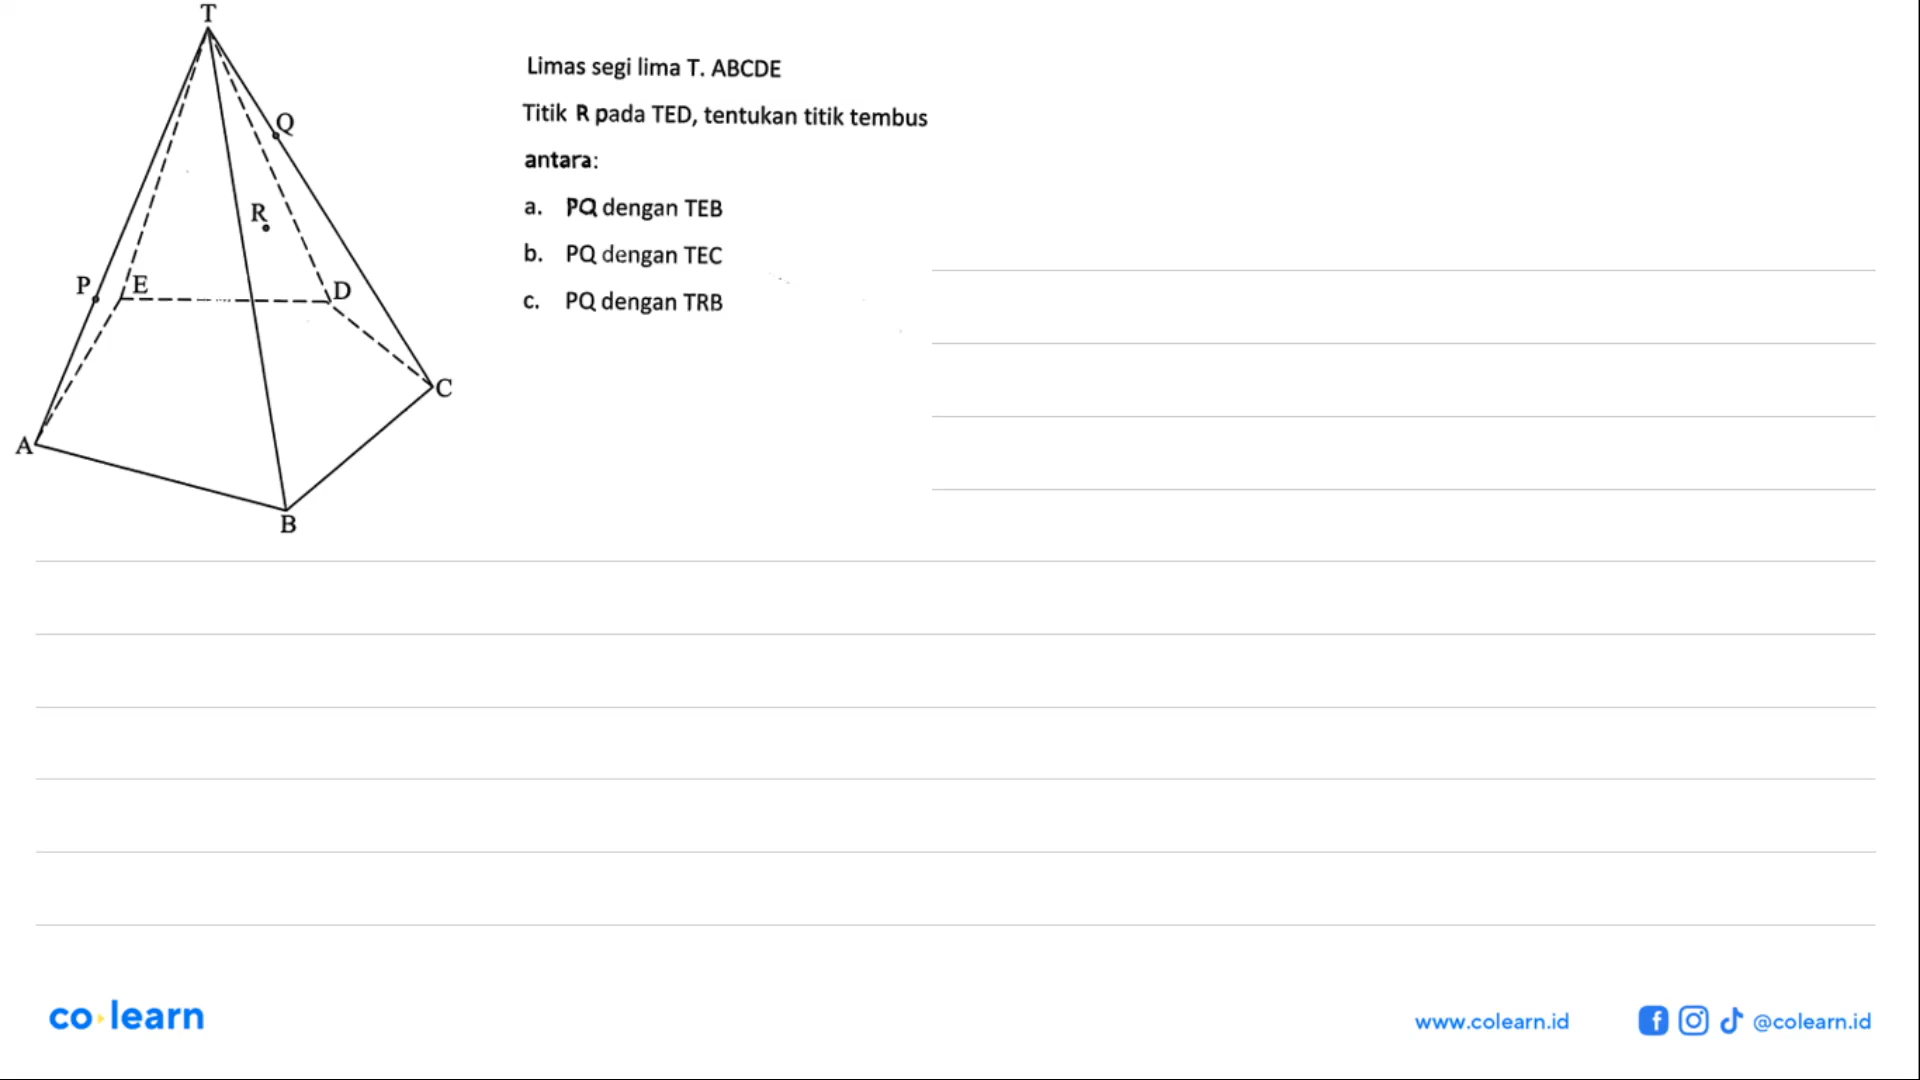 T
Q
R
P
E
D
C
A
B
Limas segi lima T. ABCDE
Titik R pada TED, tentukan titik tembus
antara:
a. PQ dengan TEB
b. PQ dengan TEC
c. PQ dengan TRB
co learn
www.colearn.id
@colearn.id